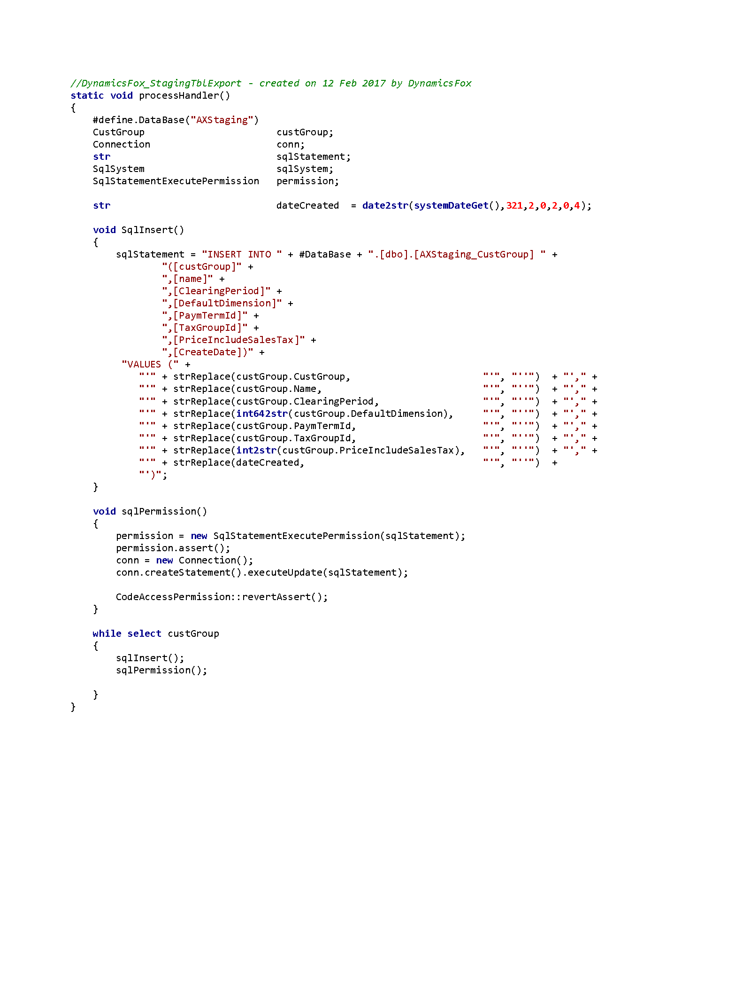 //DynamicsFox_StagingTblExport - created on 12 Feb 2017 by DynamicsFox
static void processHandler()
{
    #define.DataBase("AXStaging")
    CustGroup                       custGroup;
    Connection                      conn;
    str                             sqlStatement;
    SqlSystem                       sqlSystem;
    SqlStatementExecutePermission   permission;

    str                             dateCreated  = date2str(systemDateGet(),321,2,0,2,0,4);

    void SqlInsert()
    {
        sqlStatement = "INSERT INTO " + #DataBase + ".[dbo].[AXStaging_CustGroup] " +
                "([custGroup]" +
                ",[name]" +
                ",[ClearingPeriod]" +
                ",[DefaultDimension]" +
                ",[PaymTermId]" +
                ",[TaxGroupId]" +
                ",[PriceIncludeSalesTax]" +
                ",[CreateDate])" +
         "VALUES (" +
            "'" + strReplace(custGroup.CustGroup,                       "'", "''")  + "'," +
            "'" + strReplace(custGroup.Name,                            "'", "''")  + "'," +
            "'" + strReplace(custGroup.ClearingPeriod,                  "'", "''")  + "'," +
            "'" + strReplace(int642str(custGroup.DefaultDimension),     "'", "''")  + "'," +
            "'" + strReplace(custGroup.PaymTermId,                      "'", "''")  + "'," +
            "'" + strReplace(custGroup.TaxGroupId,                      "'", "''")  + "'," +
            "'" + strReplace(int2str(custGroup.PriceIncludeSalesTax),   "'", "''")  + "'," +
            "'" + strReplace(dateCreated,                               "'", "''")  +
            "')";
    }

    void sqlPermission()
    {
        permission = new SqlStatementExecutePermission(sqlStatement);
        permission.assert();
        conn = new Connection();
        conn.createStatement().executeUpdate(sqlStatement);

        CodeAccessPermission::revertAssert();
    }

    while select custGroup
    {
        sqlInsert();
        sqlPermission();

    }
}